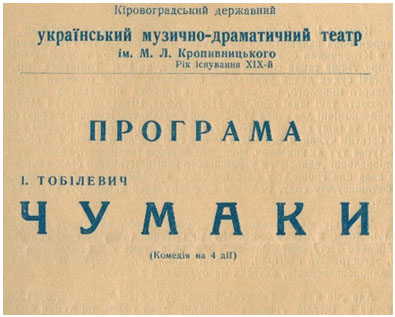 Кіровоградський державний
український музично-драматичний театр
ім. М. Л. Кропивницького
Рік існування XIX-й
ПРОГРАМА
І. ТОБІЛЕВИЧ
ЧУМАКИ
(Комедія на 4 дії)